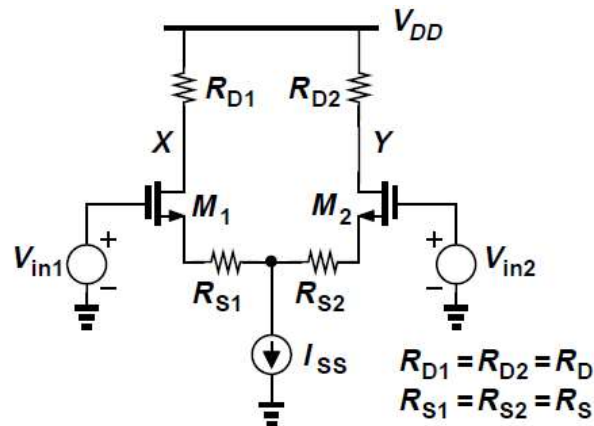 V_DD
R_D1 R_D2
X Y
M_1 M_2
V_in1 + − + − V_in2
R_S1 R_S2
I_SS
R_D1 = R_D2 = R_D
R_S1 = R_S2 = R_S